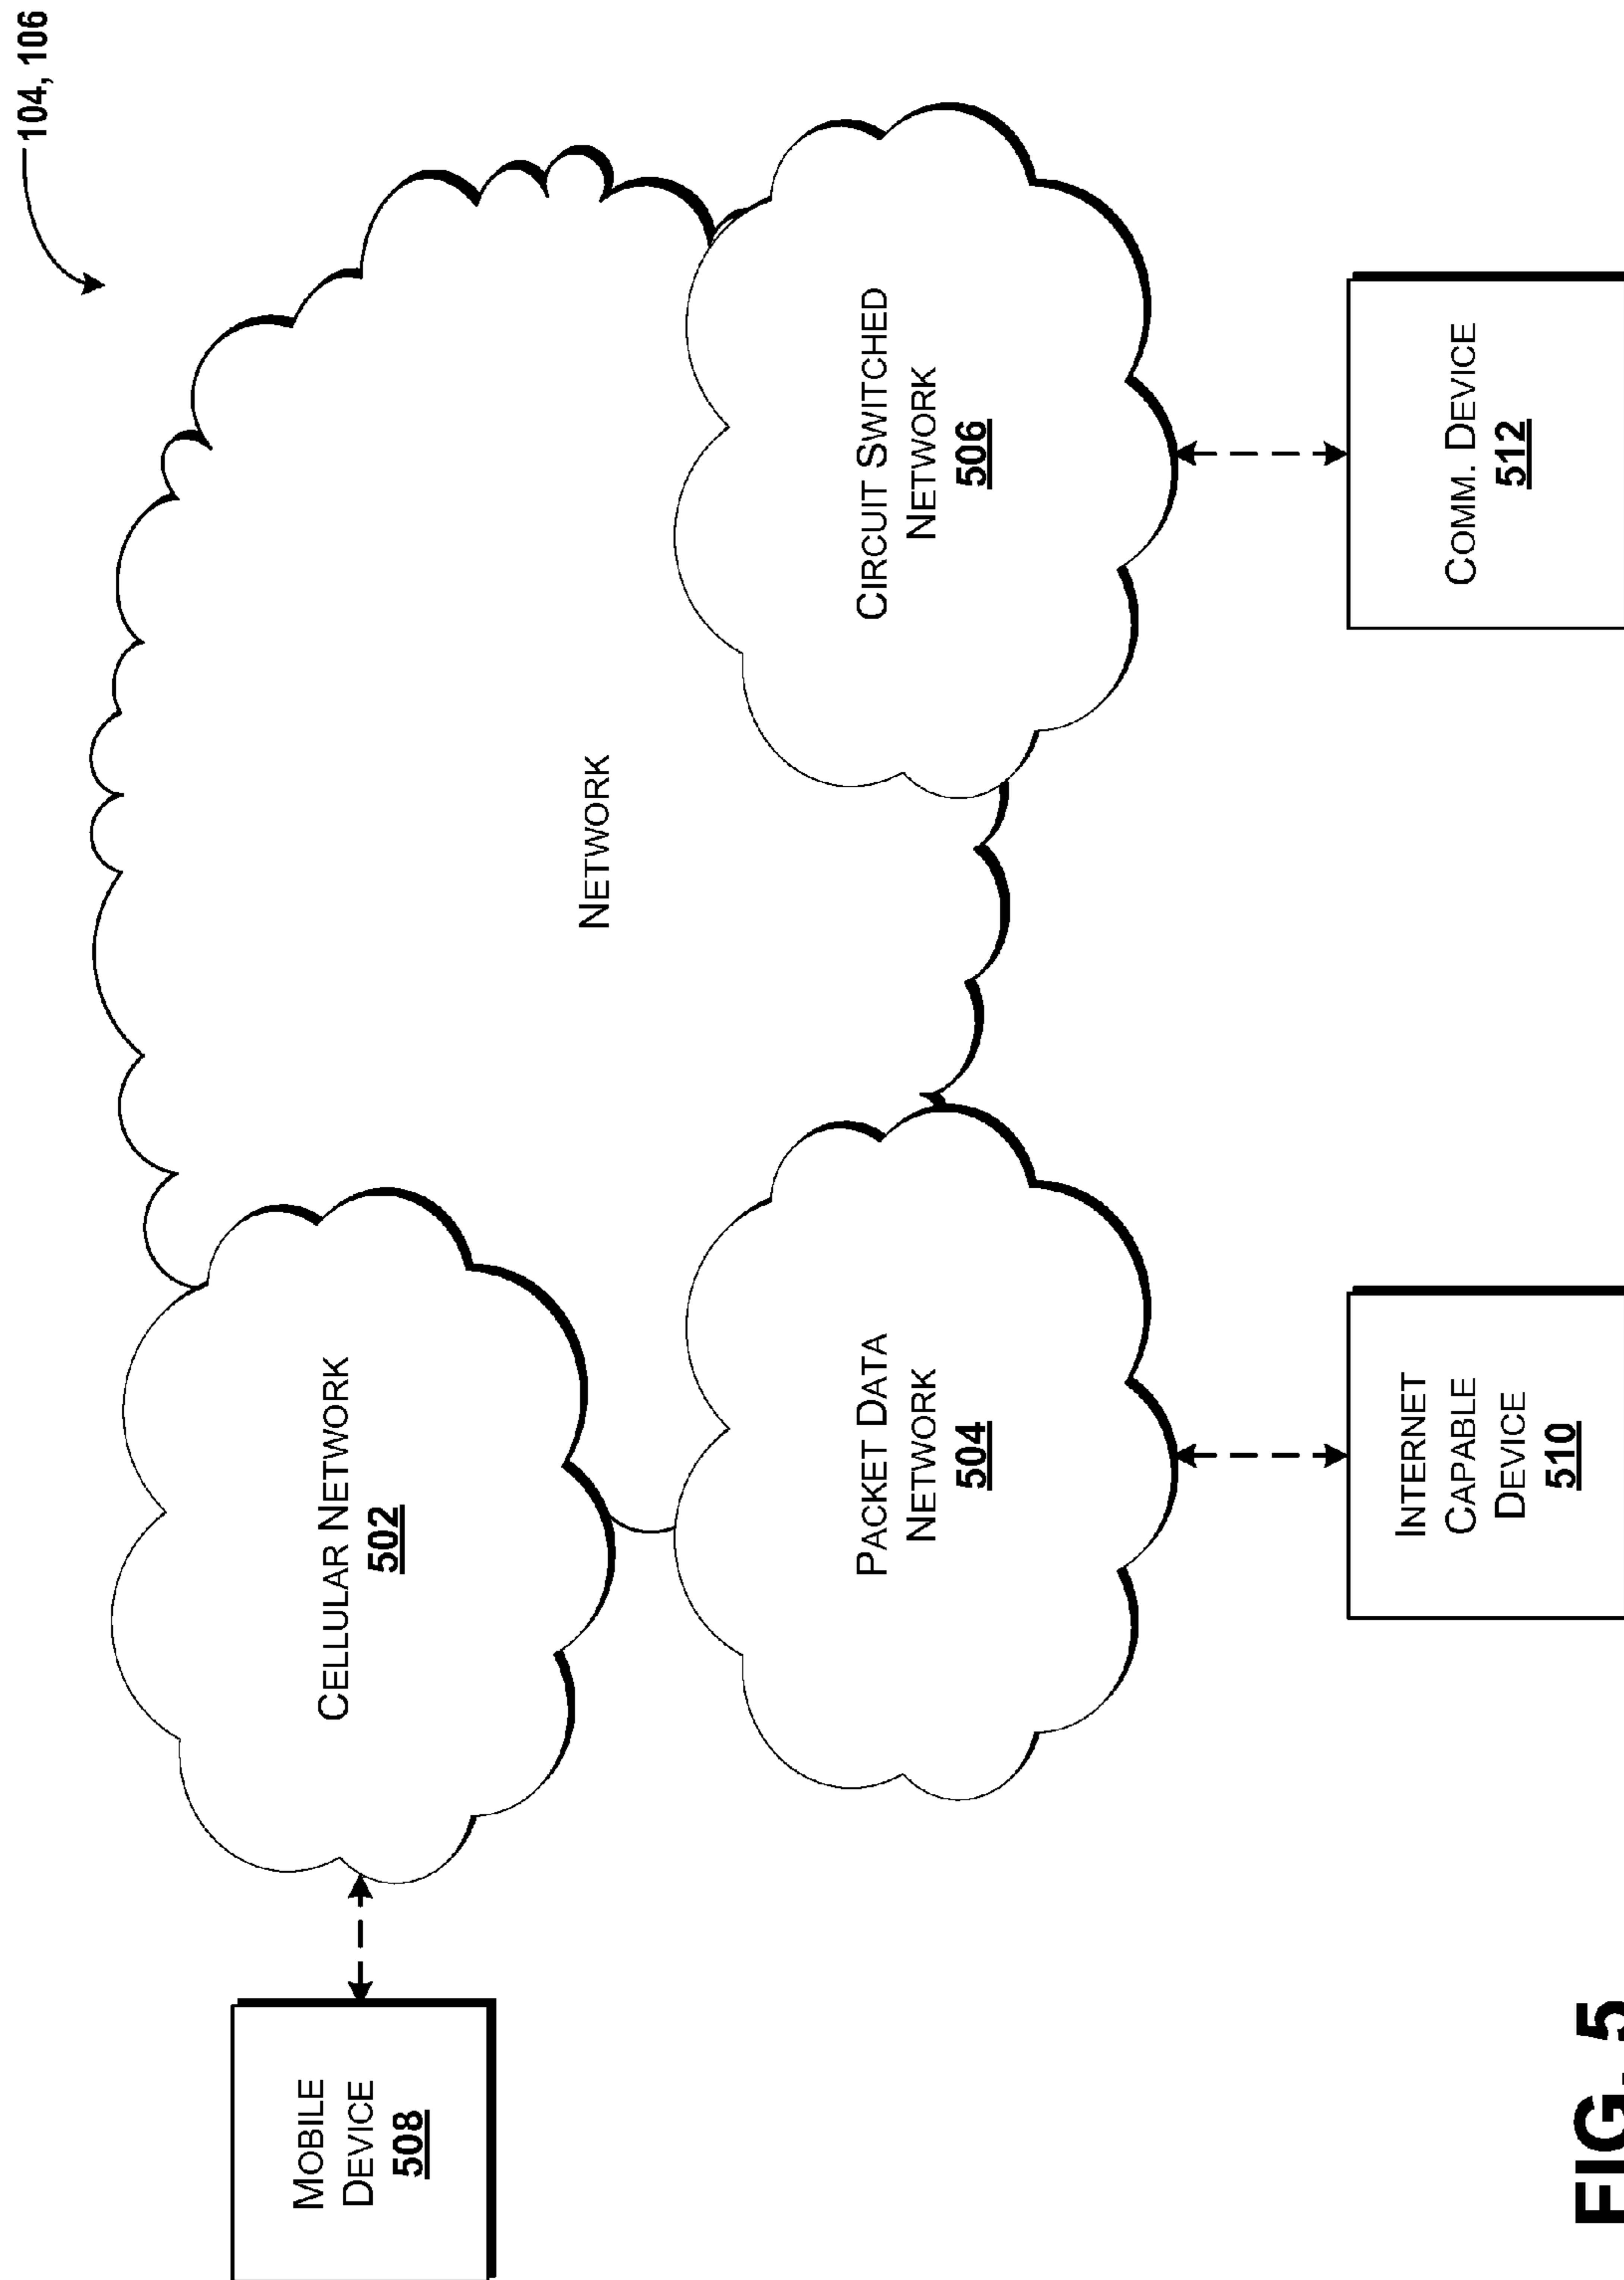 104, 106
NETWORK
CELLULAR NETWORK
502
MOBILE
DEVICE
508
PACKET DATA
NETWORK
504
CIRCUIT SWITCHED
NETWORK
506
INTERNET
CAPABLE
DEVICE
510
COMM. DEVICE
512
FIG. 5